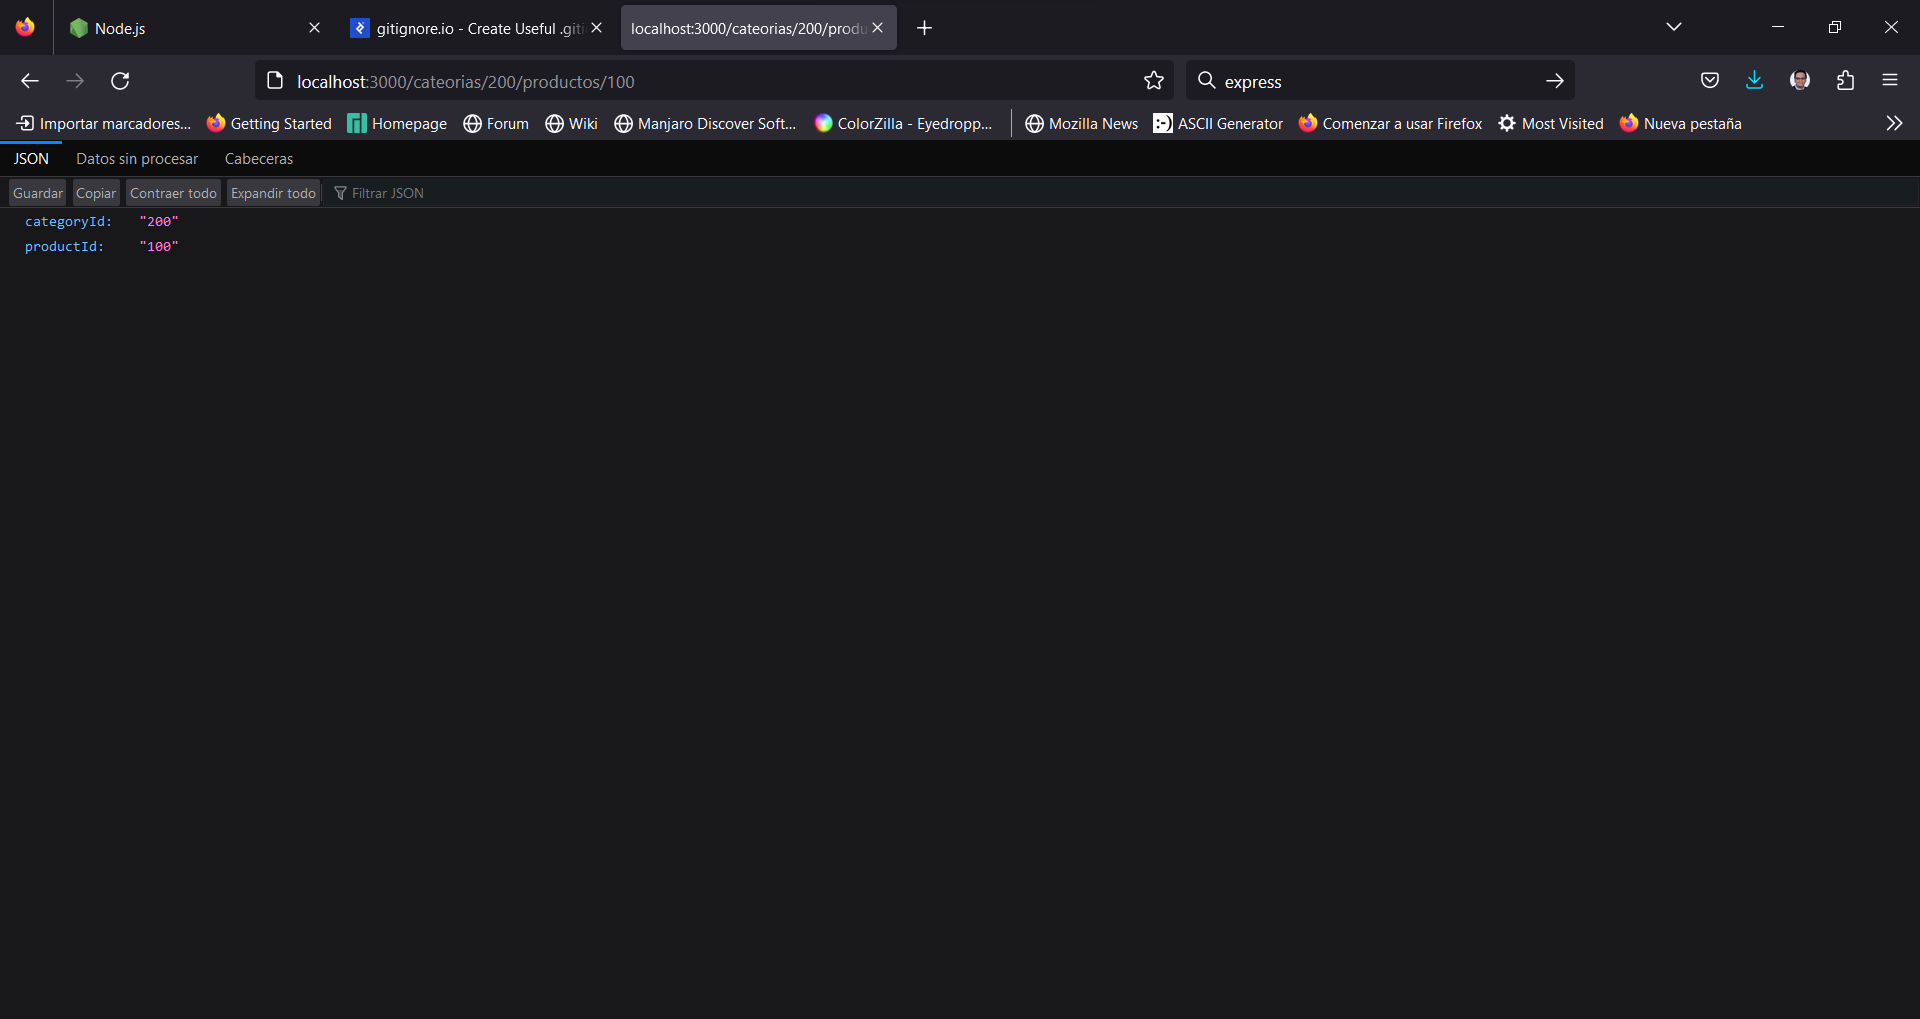 Node.js
gitignore.io - Create Useful .giti
localhost:3000/cateorias/200/produ
localhost:3000/cateorias/200/productos/100
express
Importar marcadores... Getting Started Homepage Forum Wiki Manjaro Discover Soft... ColorZilla - Eyedropp... Mozilla News :-) ASCII Generator Comenzar a usar Firefox Most Visited Nueva pestaña
JSON Datos sin procesar Cabeceras
Guardar Copiar Contraer todo Expandir todo Filtrar JSON
categoryId: "200"
productId: "100"